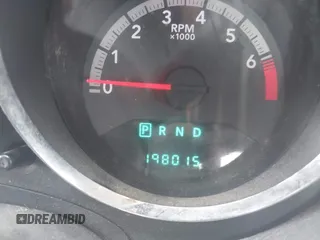 0 1 2 3 4 5 6
RPM
x1000
P R N D
198015
DREAMBID